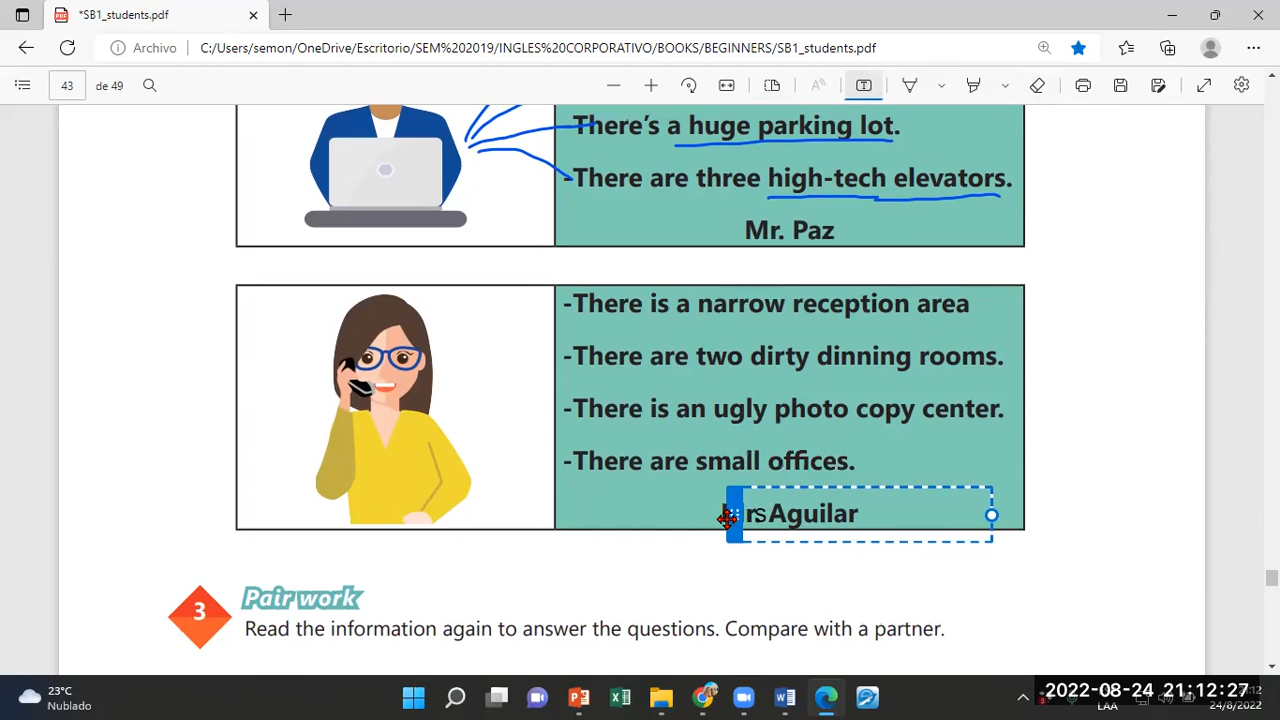 *SB1_students.pdf
Archivo C:/Users/semon/OneDrive/Escritorio/SEM%202019/INGLES%20CORPORATIVO/BOOKS/BEGINNERS/SB1_students.pdf
43 de 49
There's a huge parking lot.
-There are three high-tech elevators.
Mr. Paz
-There is a narrow reception area
-There are two dirty dinning rooms.
-There is an ugly photo copy center.
-There are small offices.
Aguilar
3 Pair work
Read the information again to answer the questions. Compare with a partner.
23°C
Nublado
LAA
2022-08-24 21:12:27
24/8/2022